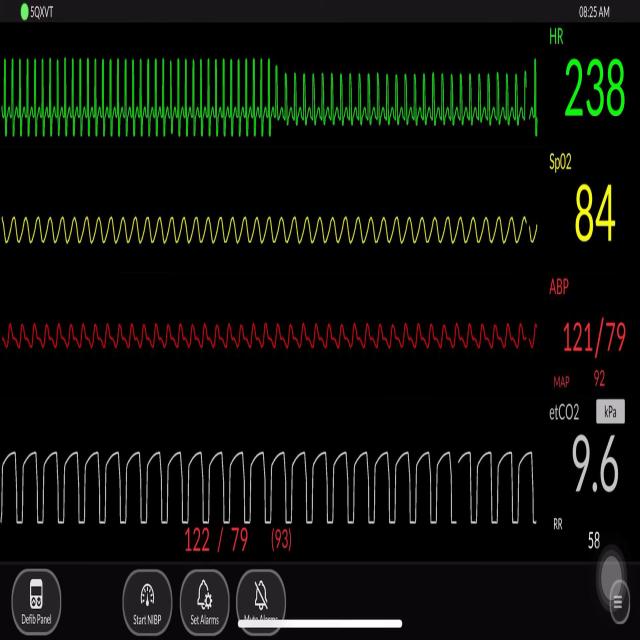 5QXVT
08:25 AM
HR
238
SpO2
84
ABP
121/79
MAP 92
etCO2 kPa
9.6
RR
58
122 / 79 (93)
Defib Panel
Start NIBP
Set Alarms
Mute Alarms